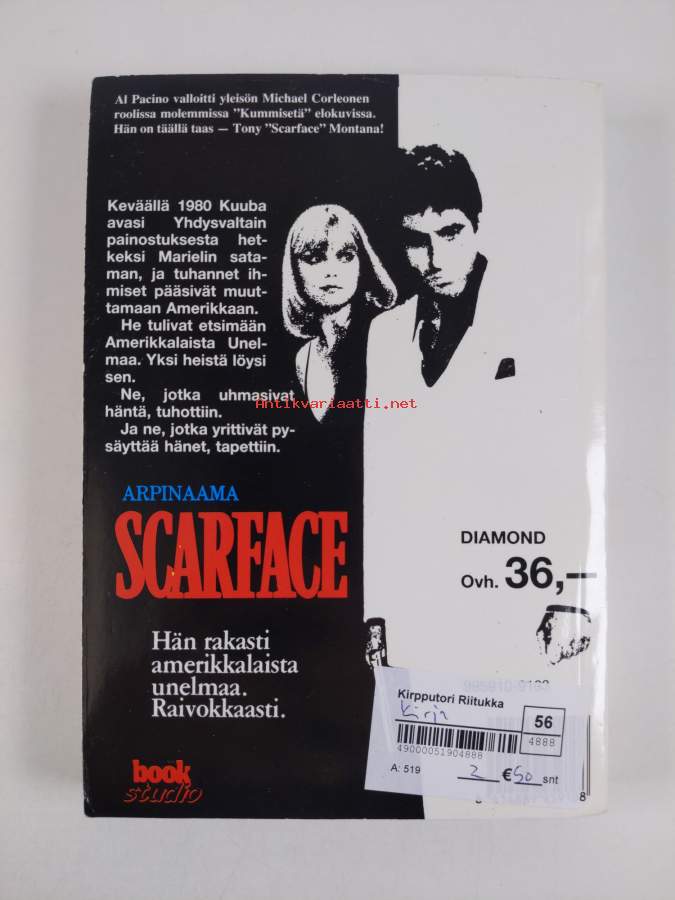 Al Pacino valloitti yleisön Michael Corleonen
roolissa molemmissa "Kummisetä" elokuvissa.
Hän on täällä taas — Tony "Scarface" Montana!
Keväällä 1980 Kuuba
avasi Yhdysvaltain
painostuksesta het-
keksi Marielin sata-
man, ja tuhannet ih-
miset pääsivät muut-
tamaan Amerikkaan.
He tulivat etsimään
Amerikkalaista Unel-
maa. Yksi heistä löysi
sen.
Ne, jotka uhmasivat
häntä, tuhottiin.
Ja ne, jotka yrittivät py-
säyttää hänet, tapettiin.
Antikvariaatti.net
ARPINAAMA
SCARFACE
Hän rakasti
amerikkalaista
unelmaa.
Raivokkaasti.
book
studio
DIAMOND
Ovh. 36,—
Kirpputori Riitukka
Kirja
56
4888
49000051904888
A: 519
2 € 50 snt
8